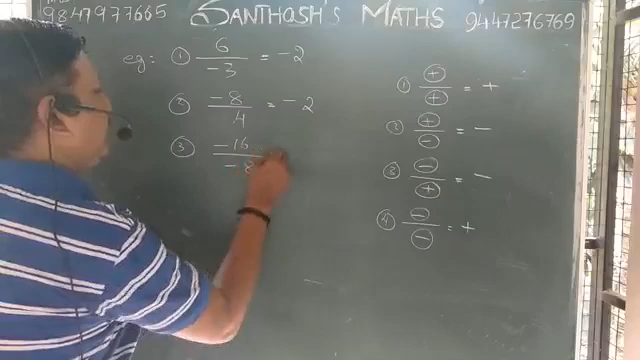 9847977665 SANTHOSH'S MATHS 9447276769
eg: ① 6/-3 = -2
② -8/4 = -2
③ -16/-8
① ⊕/⊕ = +
② ⊕/⊖ = -
③ ⊖/⊕ = -
④ ⊖/⊖ = +